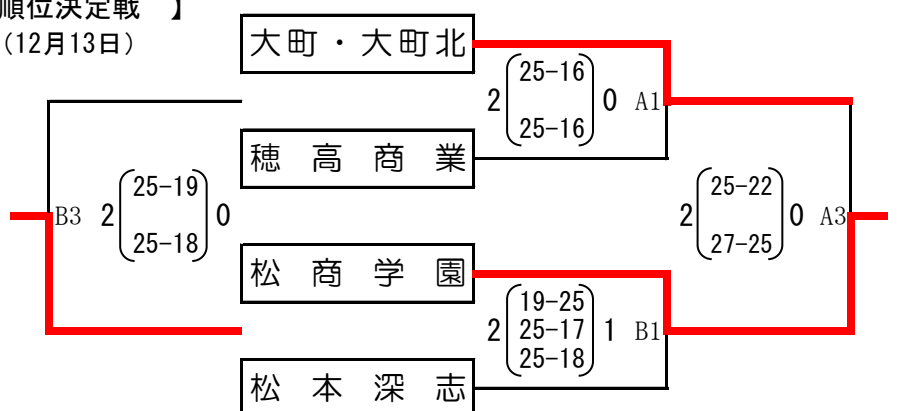 順位決定戦　】
（12月13日）
大町・大町北
2 25-16 0 A1
25-16
穂高商業
B3 2 25-19 0
25-18
2 25-22 0 A3
27-25
松商学園
19-25
2 25-17 1 B1
25-18
松本深志